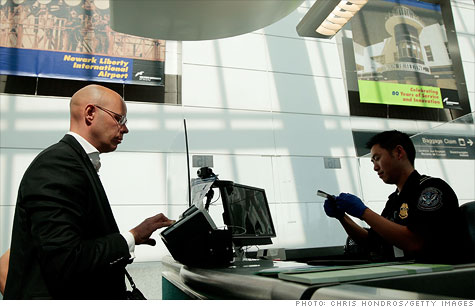 Newark Liberty
International
Airport
Celebrating
80 Years of Service
and Innovation
Baggage Claim
PHOTO: CHRIS HONDROS/GETTY IMAGES